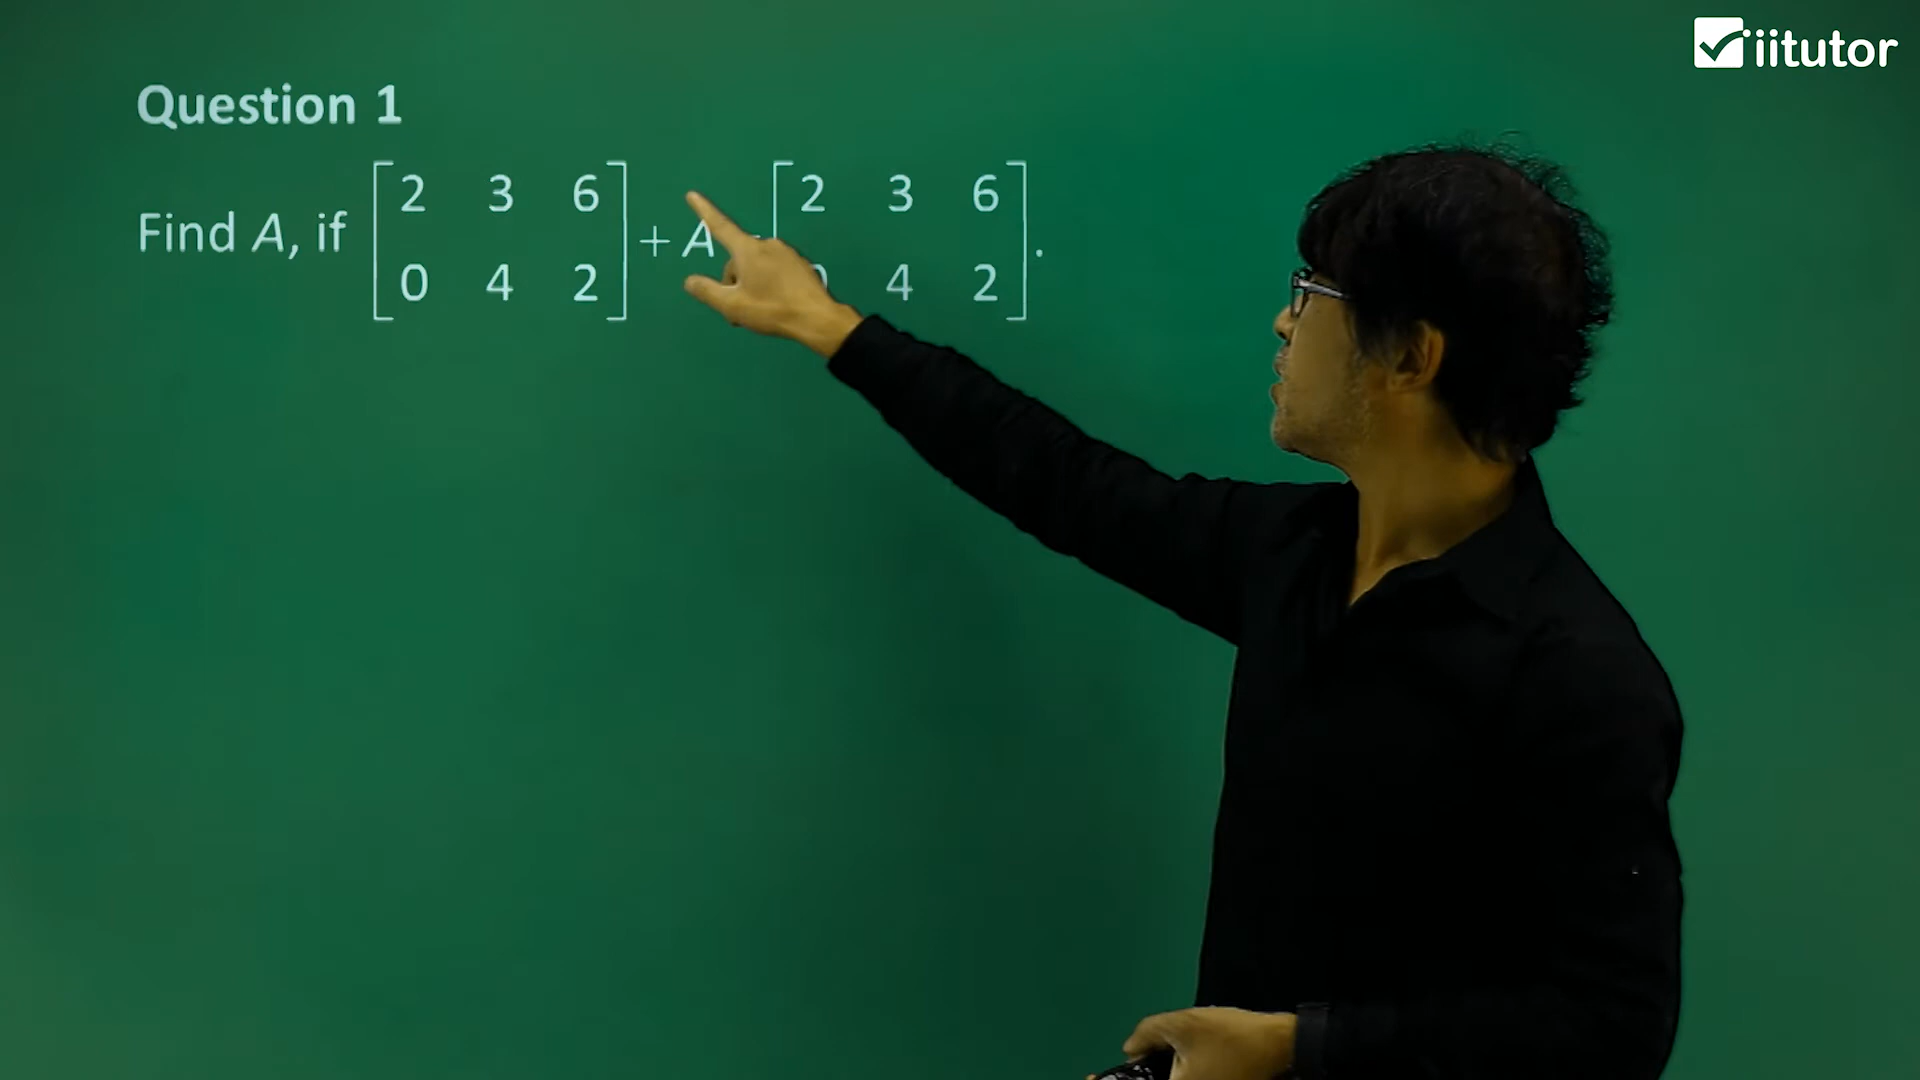 iitutor
Question 1
Find A, if [2 3 6
0 4 2] + A [2 3 6
4 2].